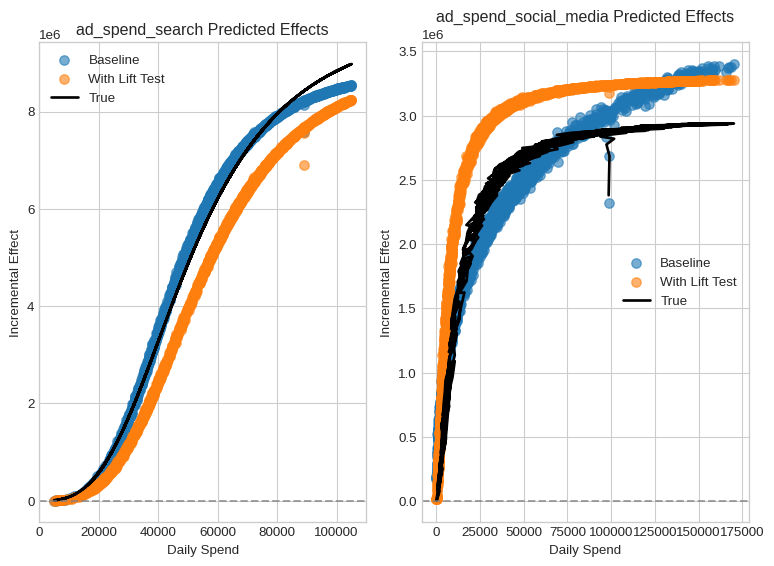 ad_spend_search Predicted Effects
1e6
Baseline
With Lift Test
True
8
6
4
2
0
Incremental Effect
0 20000 40000 60000 80000 100000
Daily Spend
ad_spend_social_media Predicted Effects
1e6
3.5
3.0
2.5
2.0
1.5
1.0
0.5
0.0
Incremental Effect
Baseline
With Lift Test
True
0 25000 50000 75000 100000 125000 150000 175000
Daily Spend